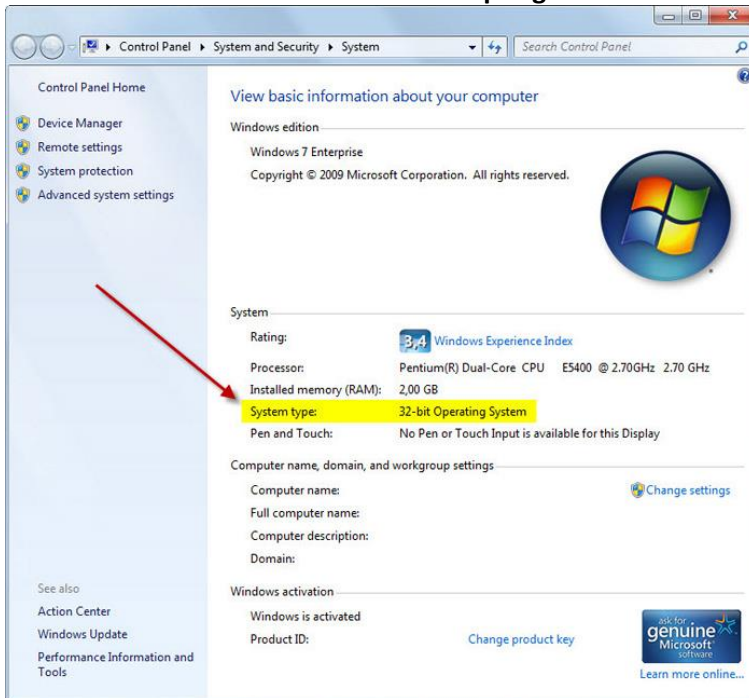 Control Panel ▸ System and Security ▸ System
Search Control Panel
Control Panel Home
Device Manager
Remote settings
System protection
Advanced system settings
See also
Action Center
Windows Update
Performance Information and
Tools
View basic information about your computer
Windows edition
Windows 7 Enterprise
Copyright © 2009 Microsoft Corporation. All rights reserved.
System
Rating: 3,4 Windows Experience Index
Processor: Pentium(R) Dual-Core CPU E5400 @ 2.70GHz 2.70 GHz
Installed memory (RAM): 2,00 GB
System type: 32-bit Operating System
Pen and Touch: No Pen or Touch Input is available for this Display
Computer name, domain, and workgroup settings
Computer name: Change settings
Full computer name:
Computer description:
Domain:
Windows activation
Windows is activated
Product ID: Change product key
ask for
genuine
Microsoft
software
Learn more online...